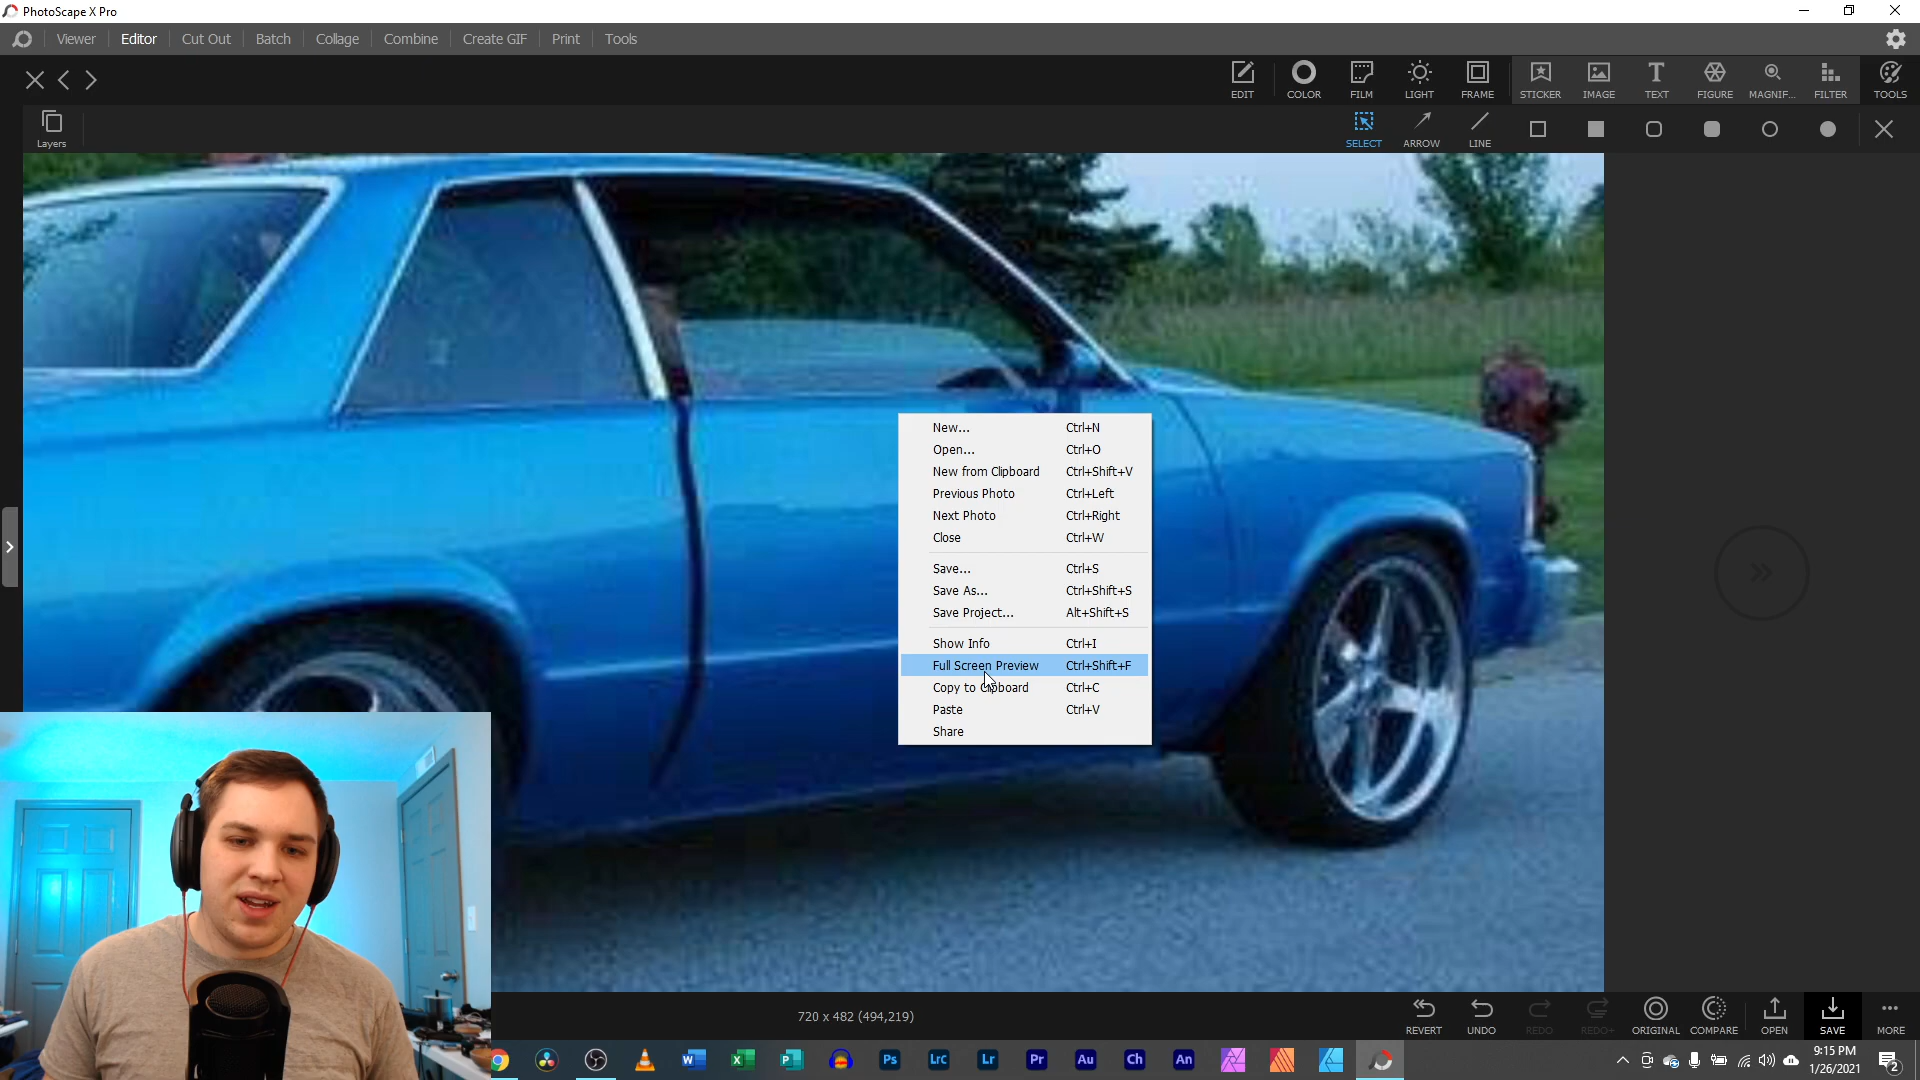 PhotoScape X Pro
Viewer Editor Cut Out Batch Collage Combine Create GIF Print Tools
EDIT COLOR FILM LIGHT FRAME STICKER IMAGE TEXT FIGURE MAGNIF... FILTER TOOLS
Layers SELECT ARROW LINE
New... Ctrl+N
Open... Ctrl+O
New from Clipboard Ctrl+Shift+V
Previous Photo Ctrl+Left
Next Photo Ctrl+Right
Close Ctrl+W
Save... Ctrl+S
Save As... Ctrl+Shift+S
Save Project... Alt+Shift+S
Show Info Ctrl+I
Full Screen Preview Ctrl+Shift+F
Copy to Clipboard Ctrl+C
Paste Ctrl+V
Share
720 x 482 (494,219)
REVERT UNDO REDO REDO+ ORIGINAL COMPARE OPEN SAVE MORE
W X P Ps LrC Lr Pr Au Ch An
9:15 PM
1/26/2021
2